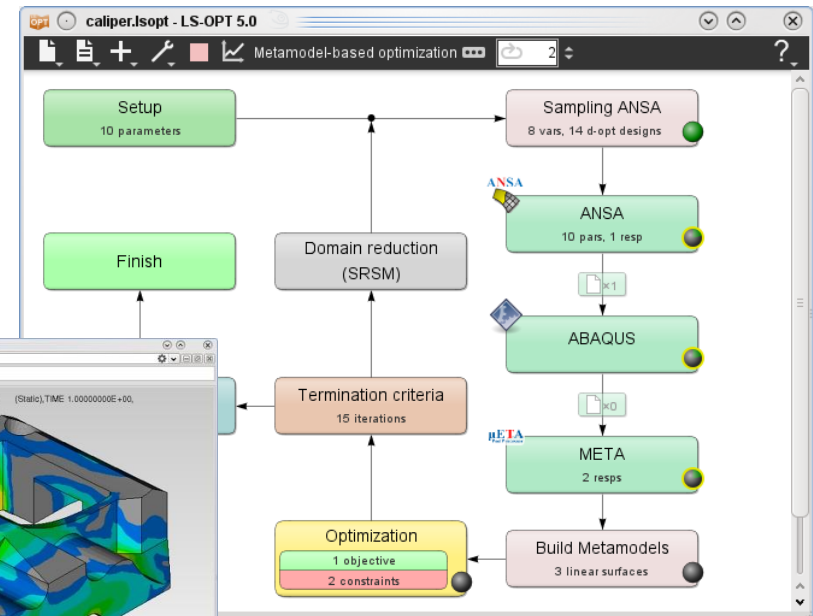 OPT
caliper.lsopt - LS-OPT 5.0
Metamodel-based optimization
2
?
Setup
10 parameters
Sampling ANSA
8 vars, 14 d-opt designs
ANSA
ANSA
10 pars, 1 resp
Finish
Domain reduction
(SRSM)
×1
ABAQUS
(Static),TIME 1.00000000E+00,
Termination criteria
15 iterations
×0
μETA
META
2 resps
Optimization
1 objective
2 constraints
Build Metamodels
3 linear surfaces